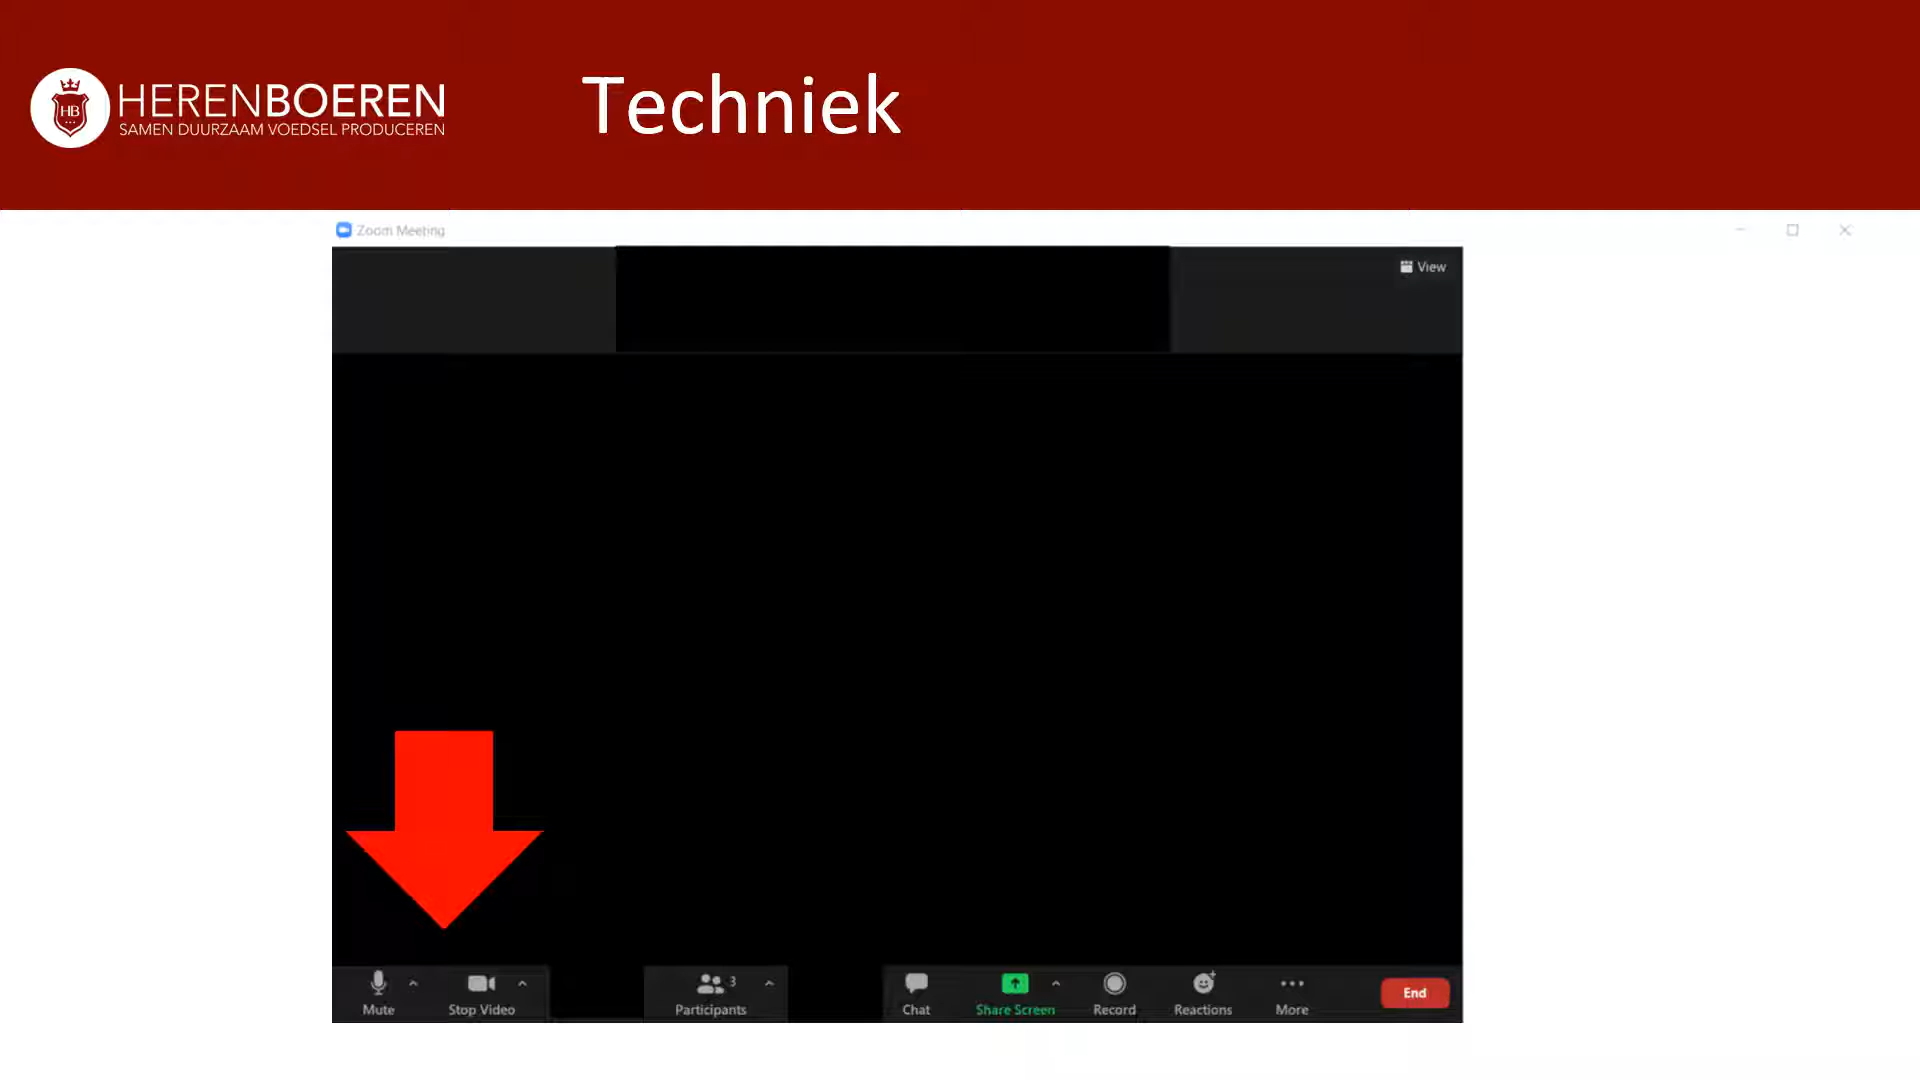 HB
HERENBOEREN
SAMEN DUURZAAM VOEDSEL PRODUCEREN
Techniek
Zoom Meeting
View
3
Mute
Stop Video
Participants
Chat
Share Screen
Record
Reactions
More
End